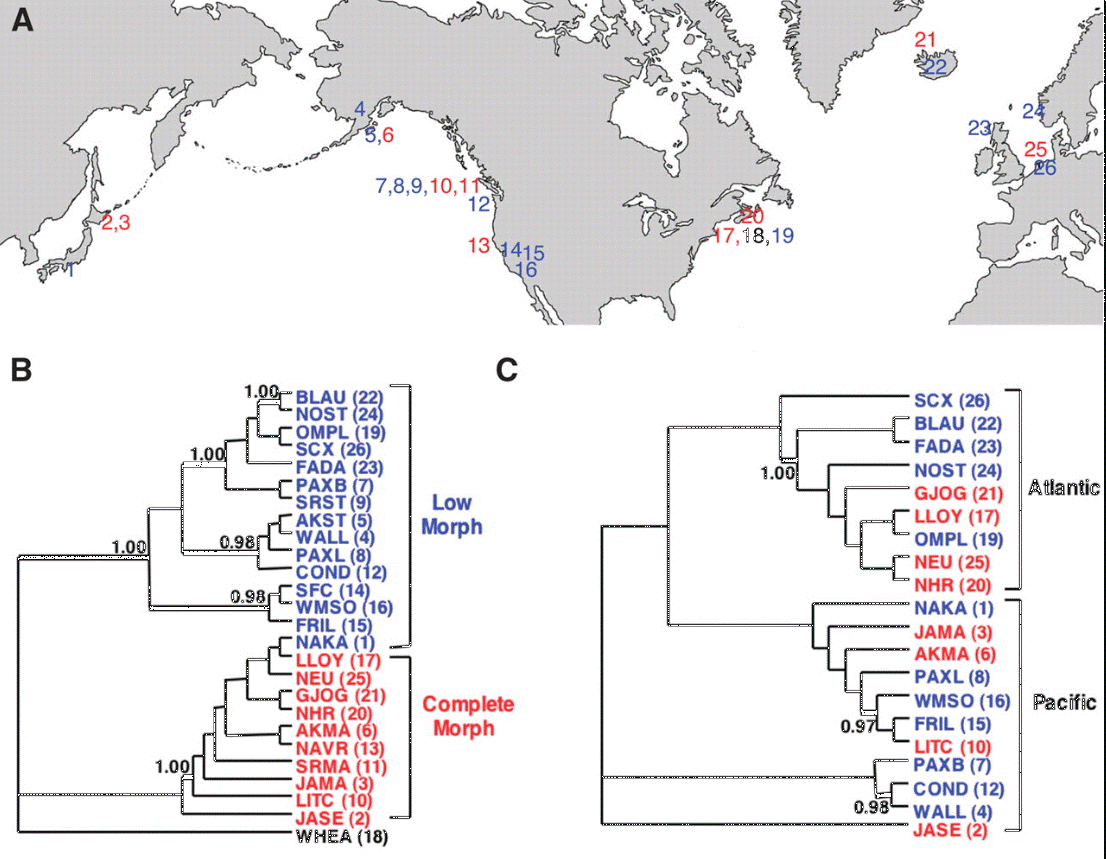 A
21
22
4
5,6
24
23
25
26
7,8,9,10,11
12
2,3
20
17,18,19
13
14 15
1
16
B
C
1.00
BLAU (22)
NOST (24)
OMPL (19)
SCX (26)
1.00
FADA (23)
PAXB (7)
SRST (9)
Low
Morph
AKST (5)
WALL (4)
0.98
1.00
PAXL (8)
COND (12)
SFC (14)
0.98
WMSO (16)
FRIL (15)
NAKA (1)
LLOY (17)
NEU (25)
GJOG (21)
NHR (20)
Complete
Morph
AKMA (6)
NAVR (13)
SRMA (11)
1.00
JAMA (3)
LITC (10)
JASE (2)
WHEA (18)
SCX (26)
BLAU (22)
FADA (23)
1.00
NOST (24)
GJOG (21)
Atlantic
LLOY (17)
OMPL (19)
NEU (25)
NHR (20)
NAKA (1)
JAMA (3)
AKMA (6)
PAXL (8)
WMSO (16)
Pacific
0.97
FRIL (15)
LITC (10)
PAXB (7)
COND (12)
0.98
WALL (4)
JASE (2)